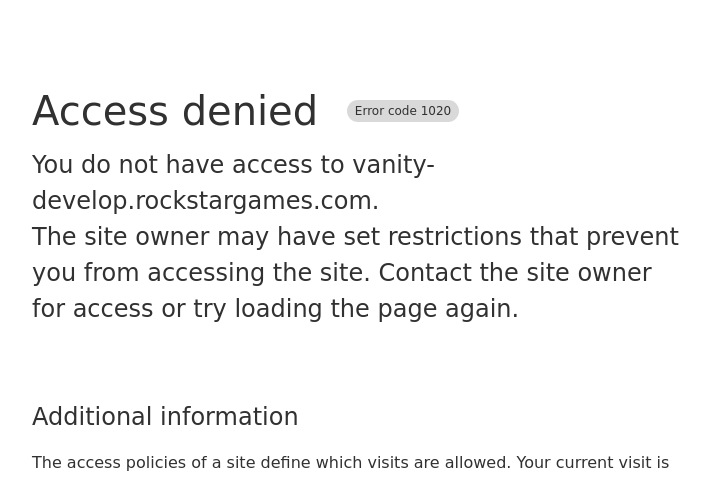 Access denied Error code 1020
You do not have access to vanity-
develop.rockstargames.com.
The site owner may have set restrictions that prevent
you from accessing the site. Contact the site owner
for access or try loading the page again.
Additional information
The access policies of a site define which visits are allowed. Your current visit is